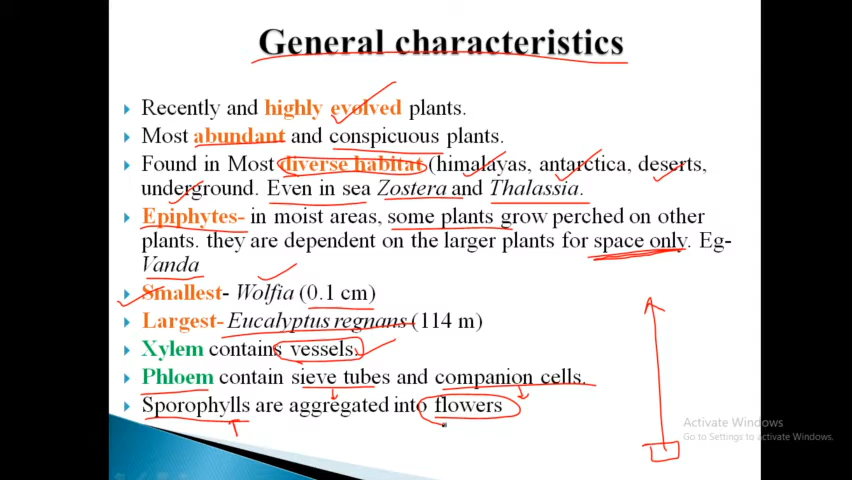 General characteristics
Recently and highly evolved plants.
Most abundant and conspicuous plants.
Found in Most diverse habitat (himalayas, antarctica, deserts,
underground. Even in sea Zostera and Thalassia.
Epiphytes- in moist areas, some plants grow perched on other
plants. they are dependent on the larger plants for space only. Eg-
Vanda
Smallest- Wolfia (0.1 cm)
Largest- Eucalyptus regnans (114 m)
Xylem contains vessels.
Phloem contain sieve tubes and companion cells.
Sporophylls are aggregated into flowers
Activate Windows
Go to Settings to activate Windows.